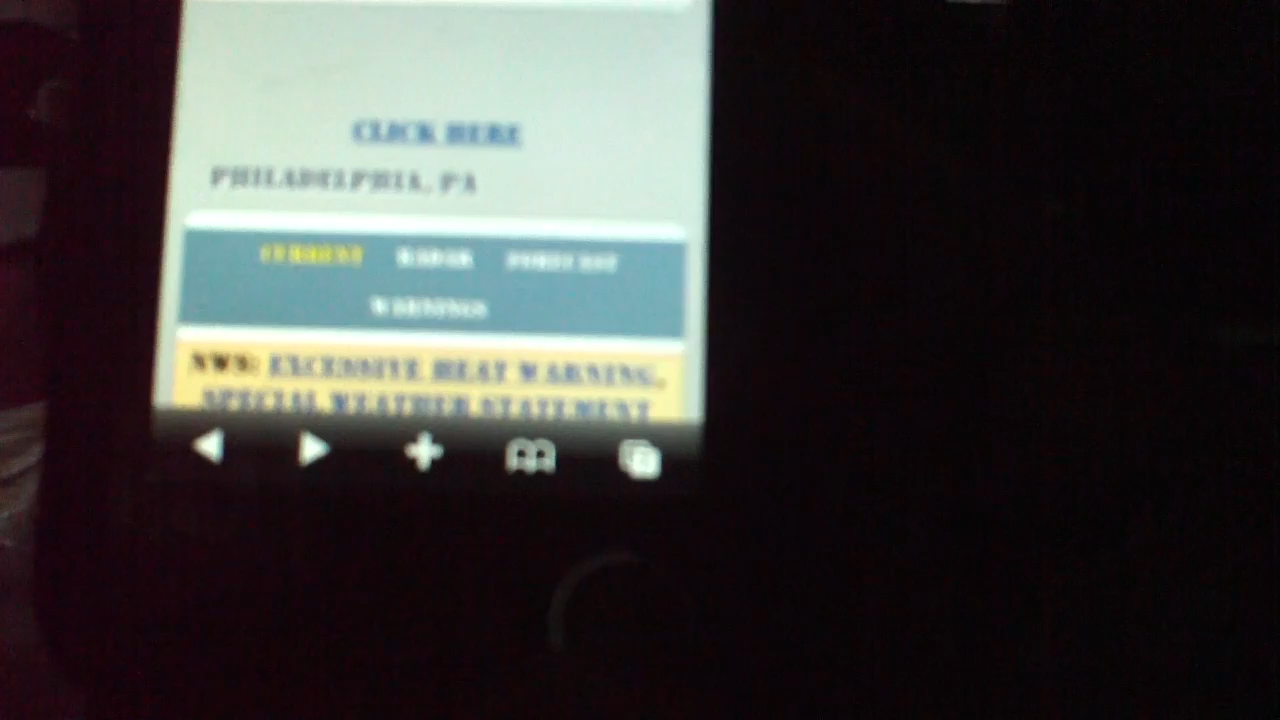 CLICK HERE
PHILADELPHIA, PA
CURRENT RADAR FORECAST
WARNINGS
NWS: EXCESSIVE HEAT WARNING,
SPECIAL WEATHER STATEMENT